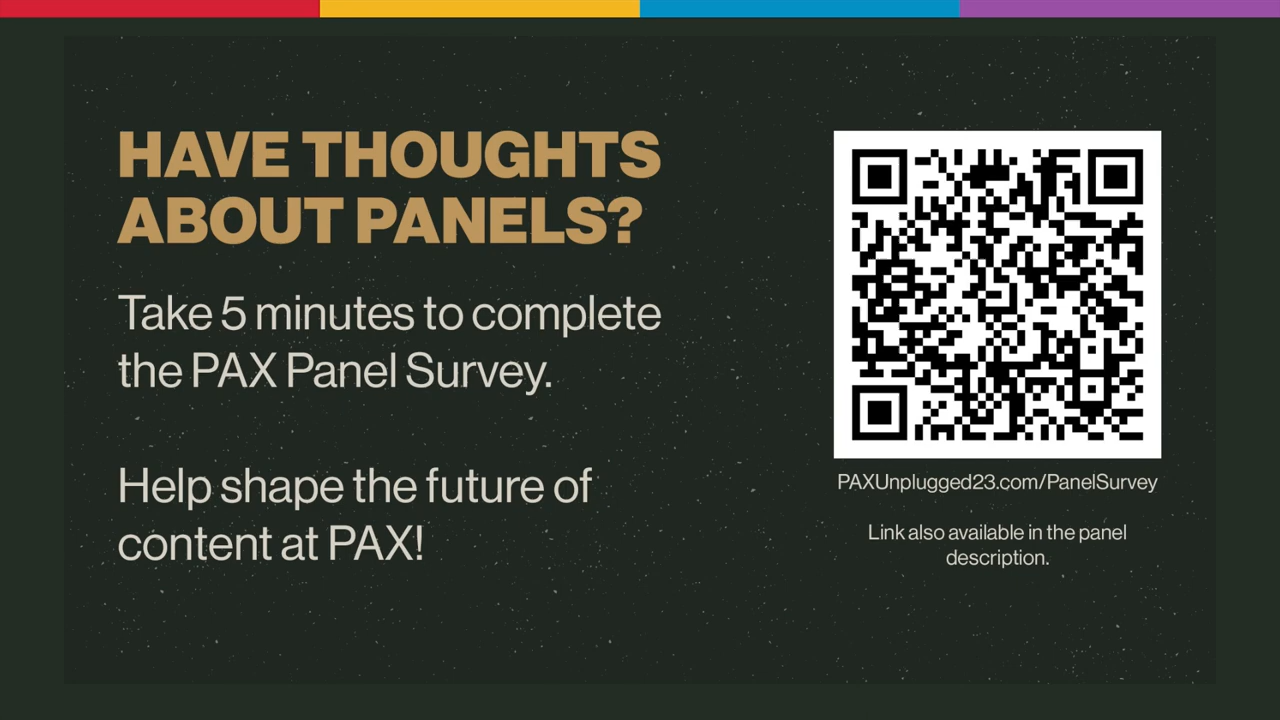 HAVE THOUGHTS
ABOUT PANELS?
Take 5 minutes to complete
the PAX Panel Survey.
Help shape the future of
content at PAX!
PAXUnplugged23.com/PanelSurvey
Link also available in the panel
description.